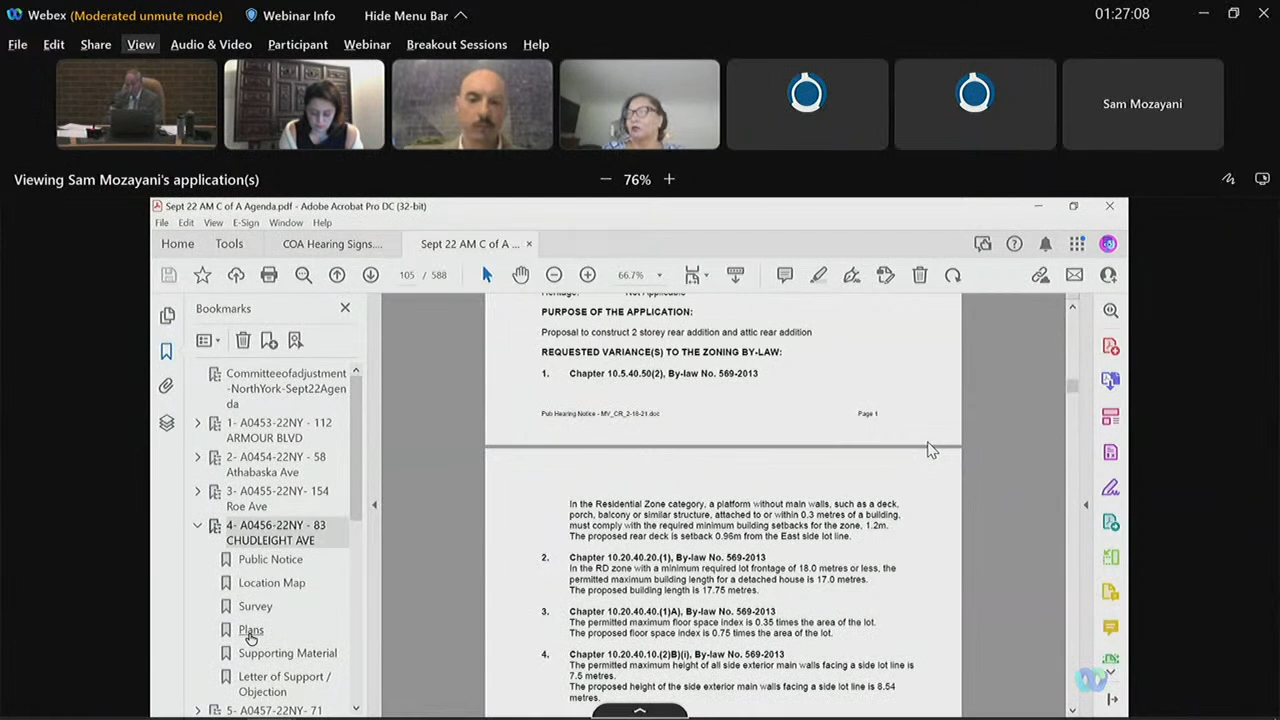 Webex (Moderated unmute mode) Webinar Info Hide Menu Bar 01:27:08
File Edit Share View Audio & Video Participant Webinar Breakout Sessions Help
Sam Mozayani
Viewing Sam Mozayani's application(s) 76%
Sept 22 AM C of A Agenda.pdf - Adobe Acrobat Pro DC (32-bit)
File Edit View E-Sign Window Help
Home Tools COA Hearing Signs.... Sept 22 AM C of A ... ×
105 / 588 66.7%
Bookmarks
Committeeofadjustment
-NorthYork-Sept22Agen
da
1- A0453-22NY - 112
ARMOUR BLVD
2- A0454-22NY - 58
Athabaska Ave
3- A0455-22NY- 154
Roe Ave
4- A0456-22NY - 83
CHUDLEIGHT AVE
Public Notice
Location Map
Survey
Plans
Supporting Material
Letter of Support /
Objection
5- A0457-22NY- 71
Heritage: Not Applicable
PURPOSE OF THE APPLICATION:
Proposal to construct 2 storey rear addition and attic rear addition
REQUESTED VARIANCE(S) TO THE ZONING BY-LAW:
1. Chapter 10.5.40.50(2), By-law No. 569-2013
Pub Hearing Notice - MV_CR_2-18-21.doc Page 1
In the Residential Zone category, a platform without main walls, such as a deck,
porch, balcony or similar structure, attached to or within 0.3 metres of a building,
must comply with the required minimum building setbacks for the zone, 1.2m.
The proposed rear deck is setback 0.96m from the East side lot line.
2. Chapter 10.20.40.20.(1), By-law No. 569-2013
In the RD zone with a minimum required lot frontage of 18.0 metres or less, the
permitted maximum building length for a detached house is 17.0 metres.
The proposed building length is 17.75 metres.
3. Chapter 10.20.40.40.(1)A), By-law No. 569-2013
The permitted maximum floor space index is 0.35 times the area of the lot.
The proposed floor space index is 0.75 times the area of the lot.
4. Chapter 10.20.40.10.(2)B)(i), By-law No. 569-2013
The permitted maximum height of all side exterior main walls facing a side lot line is
7.5 metres.
The proposed height of the side exterior main walls facing a side lot line is 8.54
metres.